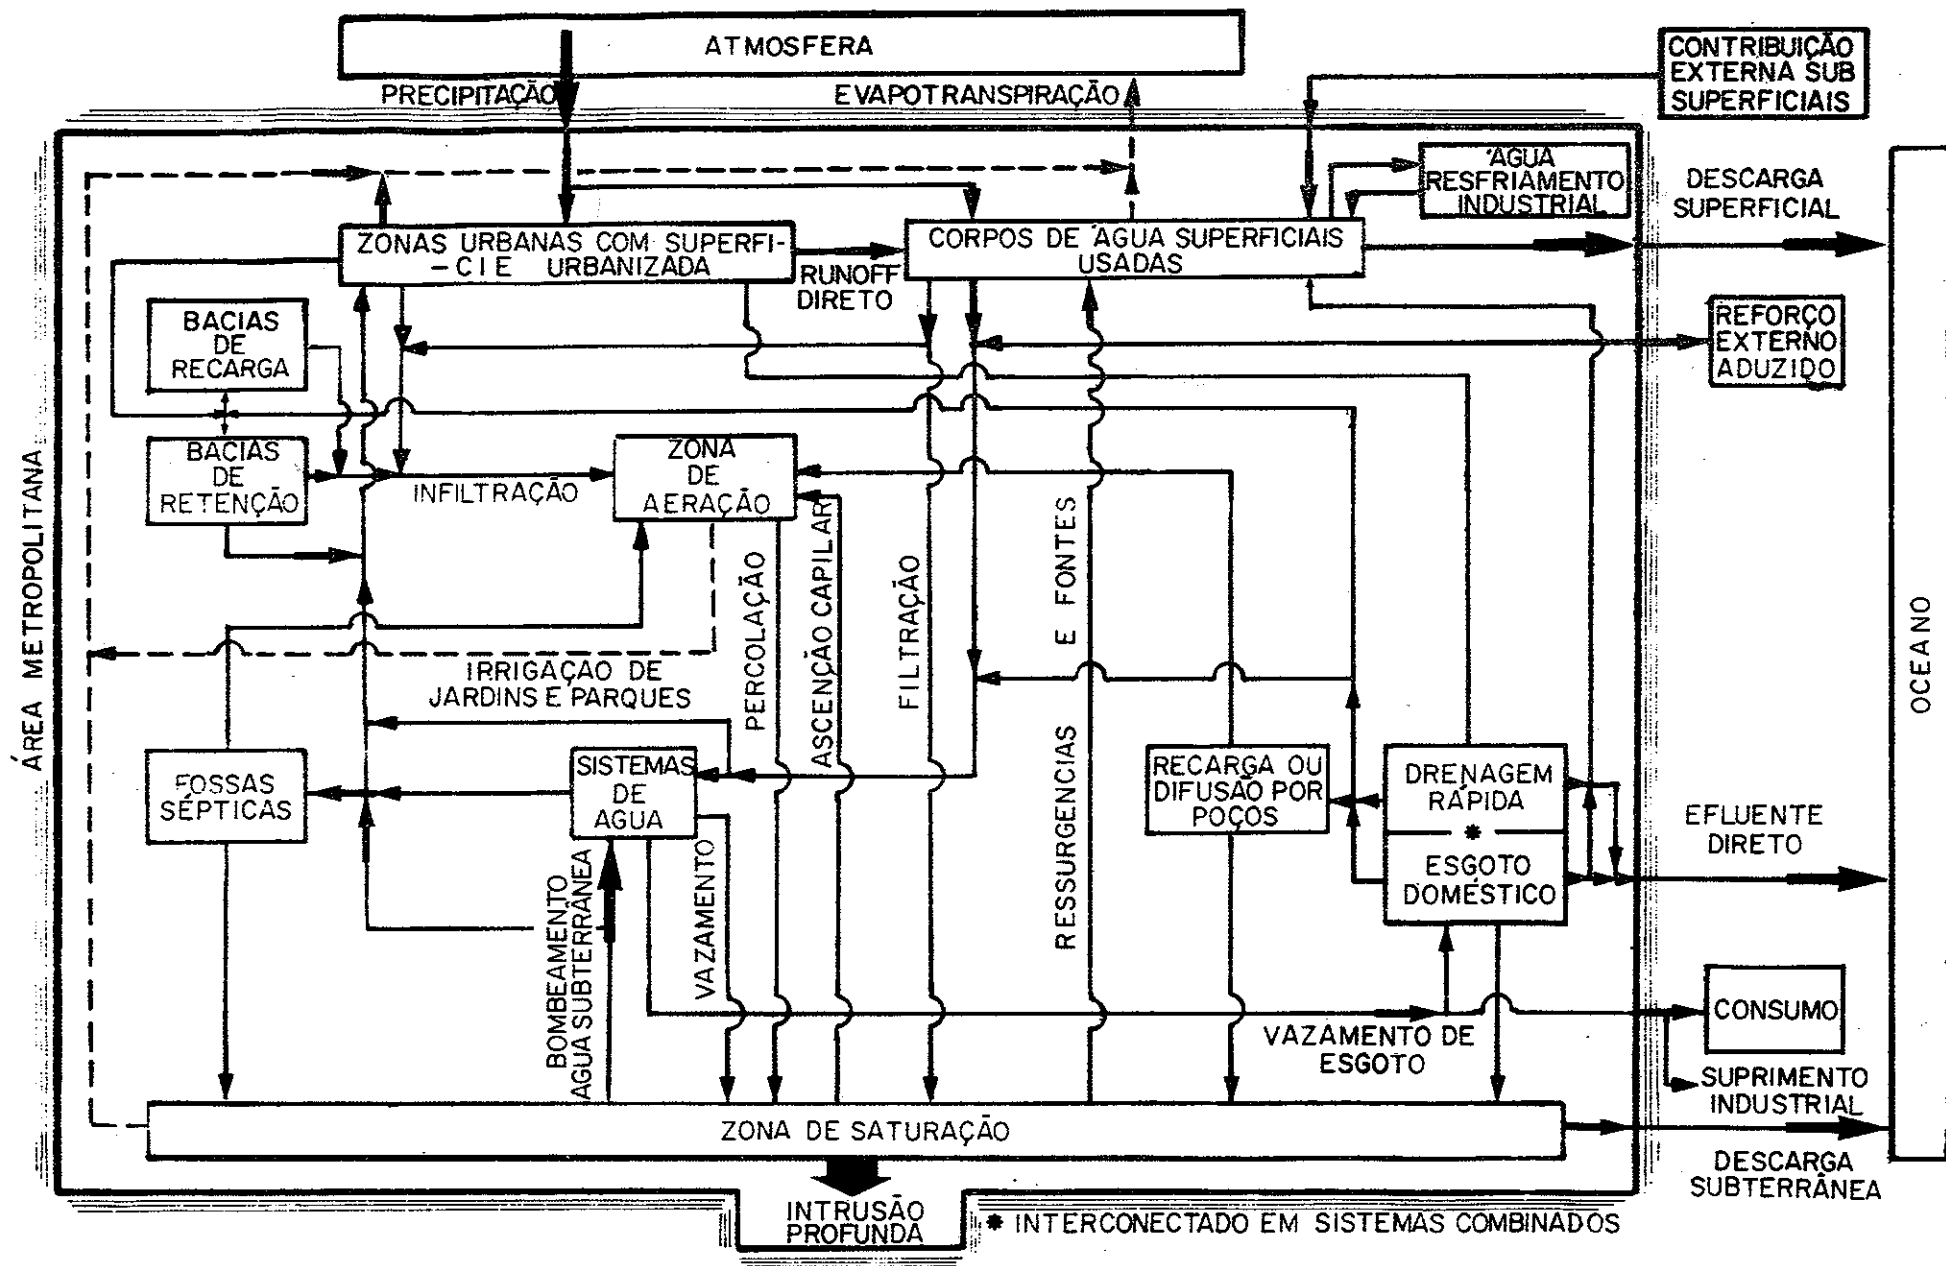 ATMOSFERA
CONTRIBUIÇÃO
EXTERNA SUB
SUPERFICIAIS
PRECIPITAÇÃO
EVAPOTRANSPIRAÇÃO
ÁGUA
RESFRIAMENTO
INDUSTRIAL
DESCARGA
SUPERFICIAL
ZONAS URBANAS COM SUPERFI-
-CIE URBANIZADA
RUNOFF
DIRETO
CORPOS DE ÁGUA SUPERFICIAIS
USADAS
BACIAS
DE
RECARGA
REFORÇO
EXTERNO
ADUZIDO
BACIAS
DE
RETENÇÃO
INFILTRAÇÃO
ZONA
DE
AERAÇÃO
ÁREA METROPOLITANA
OCEANO
IRRIGAÇAO DE
JARDINS E PARQUES
PERCOLAÇÃO
ASCENÇÃO CAPILAR
FILTRAÇÃO
RESSURGENCIAS E FONTES
FOSSAS
SÉPTICAS
SISTEMAS
DE
AGUA
RECARGA OU
DIFUSÃO POR
POÇOS
DRENAGEM
RÁPIDA
*
ESGOTO
DOMÉSTICO
EFLUENTE
DIRETO
BOMBEAMENTO
AGUA SUBTERRÂNEA
VAZAMENTO
VAZAMENTO DE
ESGOTO
CONSUMO
SUPRIMENTO
INDUSTRIAL
ZONA DE SATURAÇÃO
DESCARGA
SUBTERRÂNEA
INTRUSÃO
PROFUNDA
* INTERCONECTADO EM SISTEMAS COMBINADOS